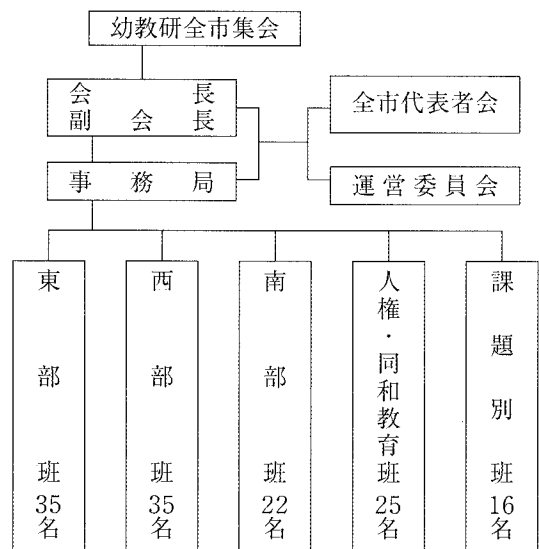 幼教研全市集会
会長
副会長
全市代表者会
事務局
運営委員会
東部班35名
西部班35名
南部班22名
人権・同和教育班25名
課題別班16名